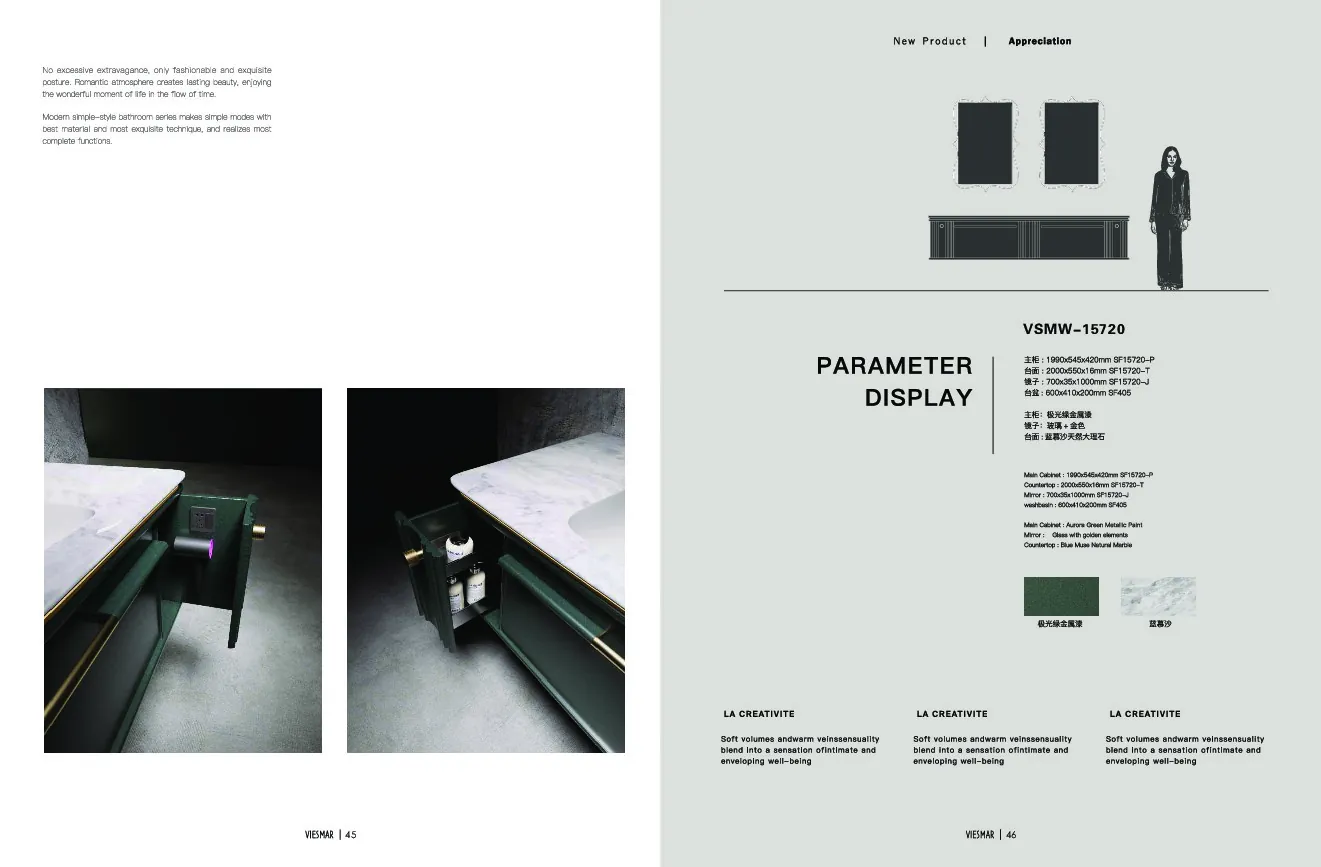 No excessive extravagance, only fashionable and exquisite
posture. Romantic atmosphere creates lasting beauty, enjoying
the wonderful moment of life in the flow of time.
Modern simple-style bathroom series makes simple modes with
best material and most exquisite technique, and realizes most
complete functions.
VIESMAR | 45
New Product | Appreciation
VSMW-15720
PARAMETER
DISPLAY
主柜 : 1990x545x420mm SF15720-P
台面 : 2000x550x16mm SF15720-T
镜子 : 700x35x1000mm SF15720-J
台盆 : 600x410x200mm SF405
主柜: 极光绿金属漆
镜子: 玻璃 + 金色
台面 : 蓝慕沙天然大理石
Main Cabinet : 1990x545x420mm SF15720-P
Countertop : 2000x550x16mm SF15720-T
Mirror : 700x35x1000mm SF15720-J
washbasin : 600x410x200mm SF405
Main Cabinet : Aurora Green Metallic Paint
Mirror : Glass with golden elements
Countertop : Blue Muse Natural Marble
极光绿金属漆 蓝慕沙
LA CREATIVITE
Soft volumes andwarm veinssensuality
blend into a sensation ofintimate and
enveloping well-being
LA CREATIVITE
Soft volumes andwarm veinssensuality
blend into a sensation ofintimate and
enveloping well-being
LA CREATIVITE
Soft volumes andwarm veinssensuality
blend into a sensation ofintimate and
enveloping well-being
VIESMAR | 46